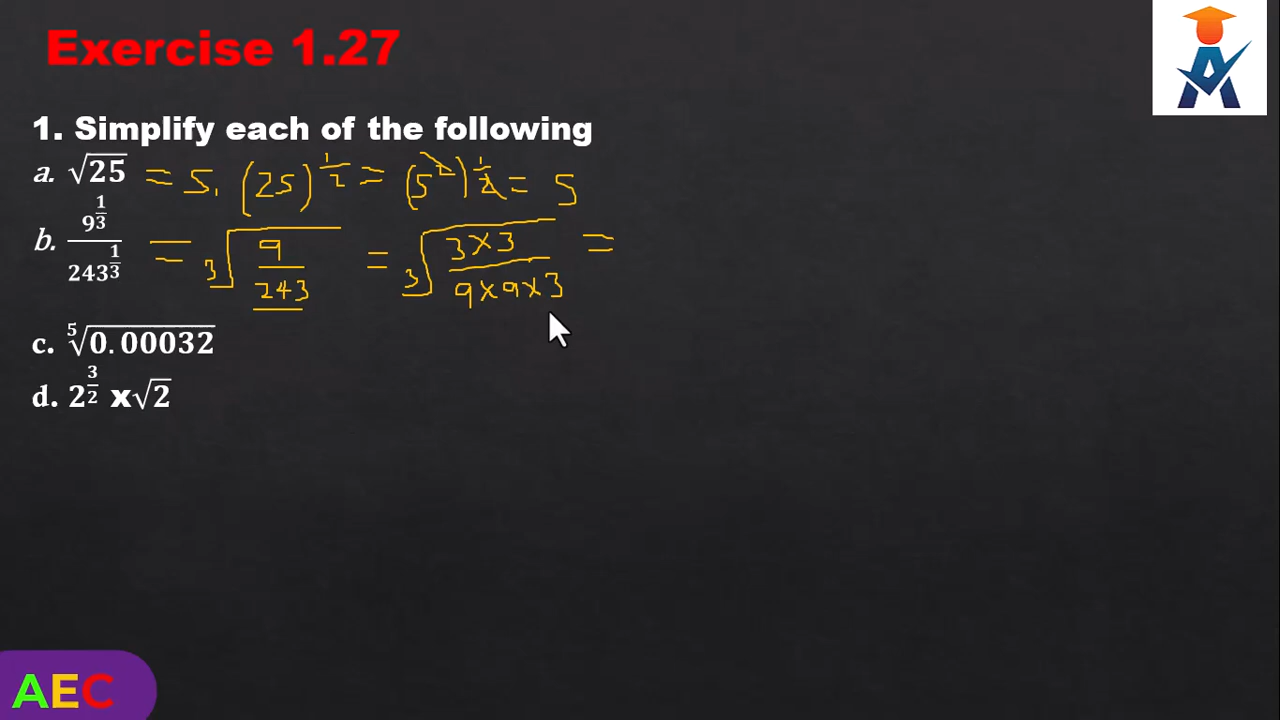 Exercise 1.27
1. Simplify each of the following
a. √25 = 5. (25)^(1/2) = (5^2)^(1/2) = 5
b. 9^(1/3) / 243^(1/3) = ∛(9/243) = ∛((3×3)/(9×9×3)) =
c. ⁵√0.00032
d. 2^(3/2) x√2
AEC